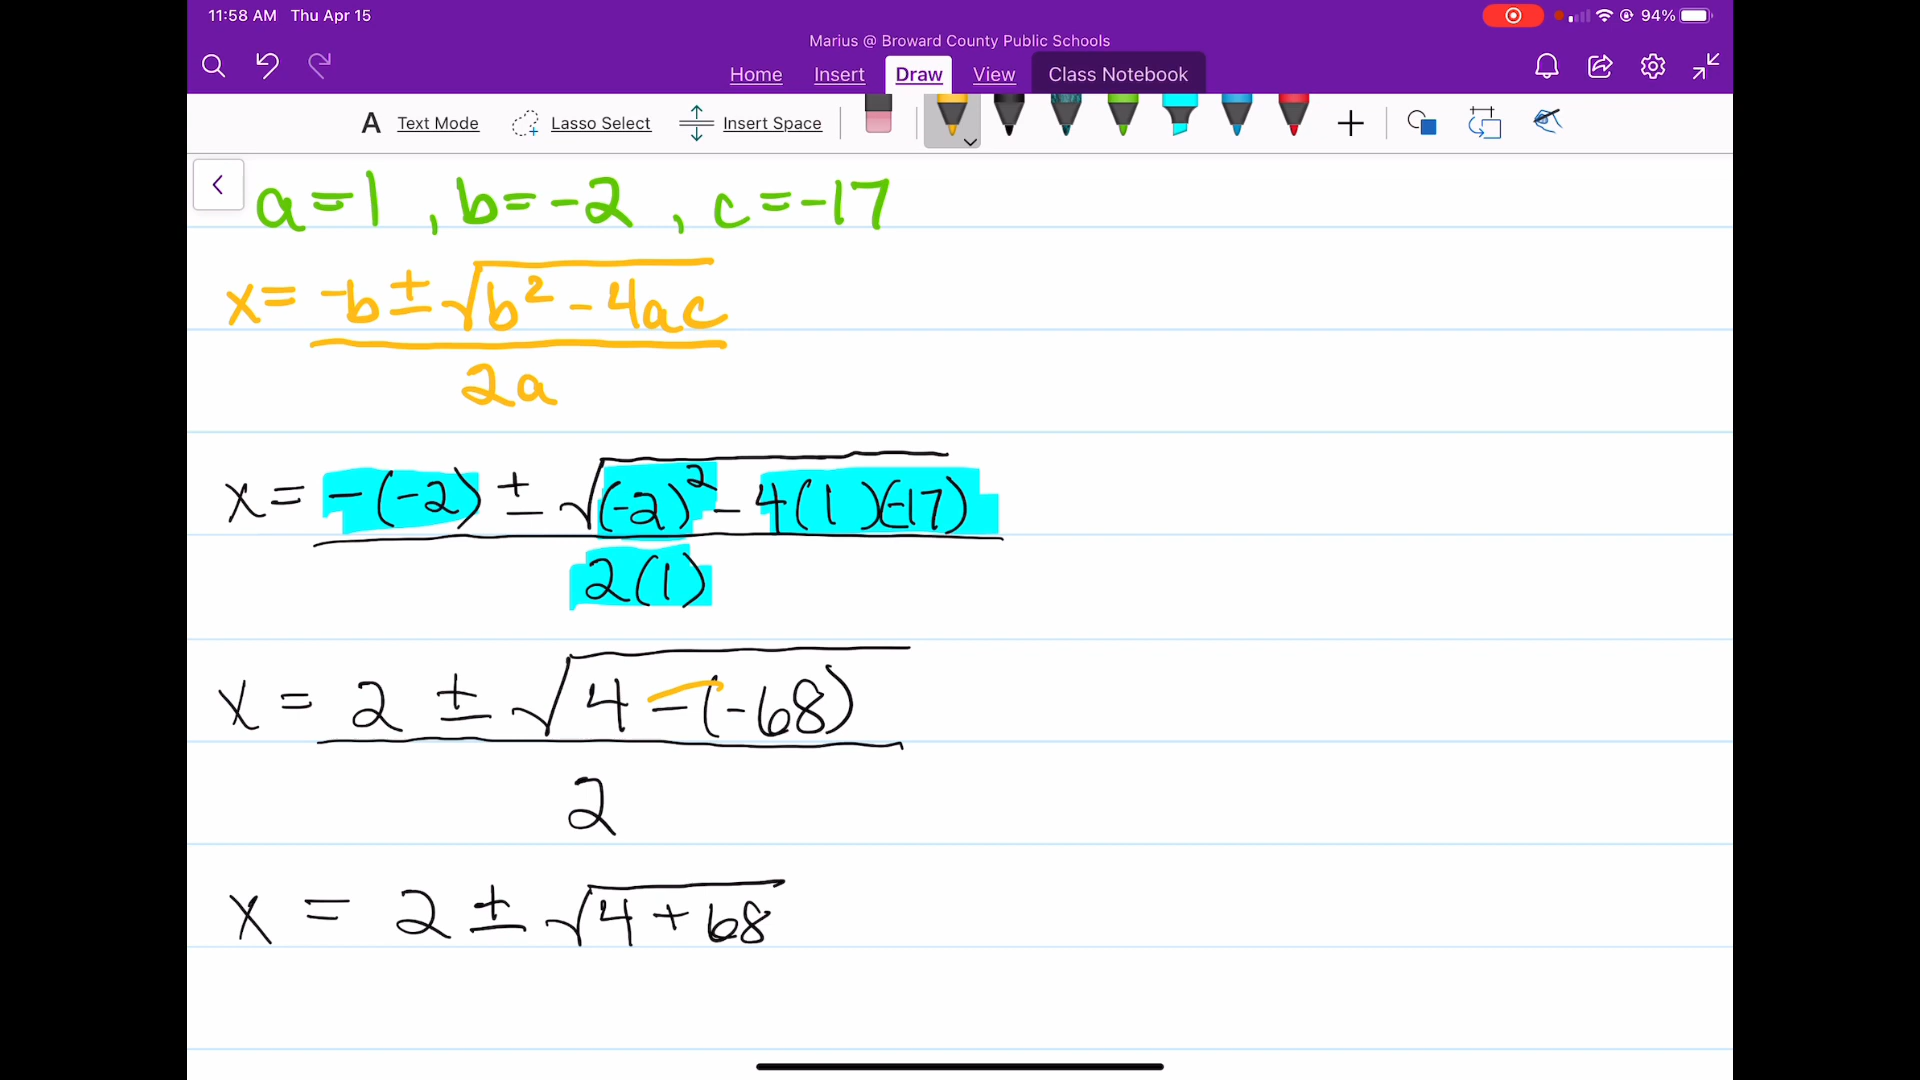 11:58 AM Thu Apr 15 94%
Marius @ Broward County Public Schools
Home Insert Draw View Class Notebook
A Text Mode Lasso Select Insert Space
a=1 , b=-2 , c=-17
x= -b ± √b² - 4ac
2a
x= -(-2) ± √(-2)² - 4(1)(-17)
2(1)
x = 2 ± √4 - (-68)
2
x = 2 ± √4 + 68